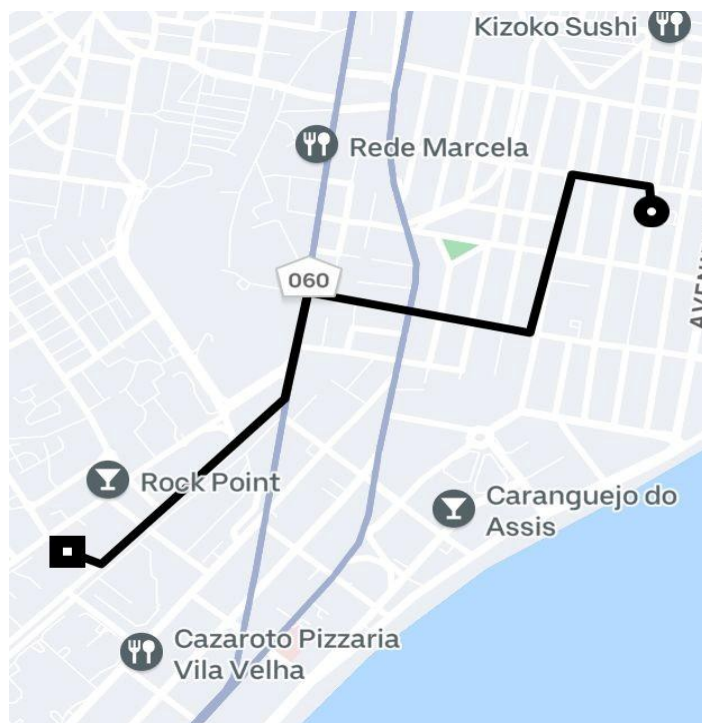 Kizoko Sushi
Rede Marcela
060
Rock Point
Caranguejo do
Assis
Cazaroto Pizzaria
Vila Velha